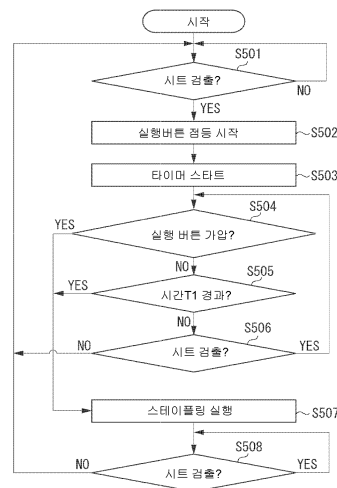 시작
S501
시트 검출?
NO
YES
실행버튼 점등 시작
S502
타이머 스타트
S503
S504
YES
실행 버튼 가압?
NO
S505
YES
시간T1 경과?
NO
S506
NO
시트 검출?
YES
스테이플링 실행
S507
S508
NO
시트 검출?
YES